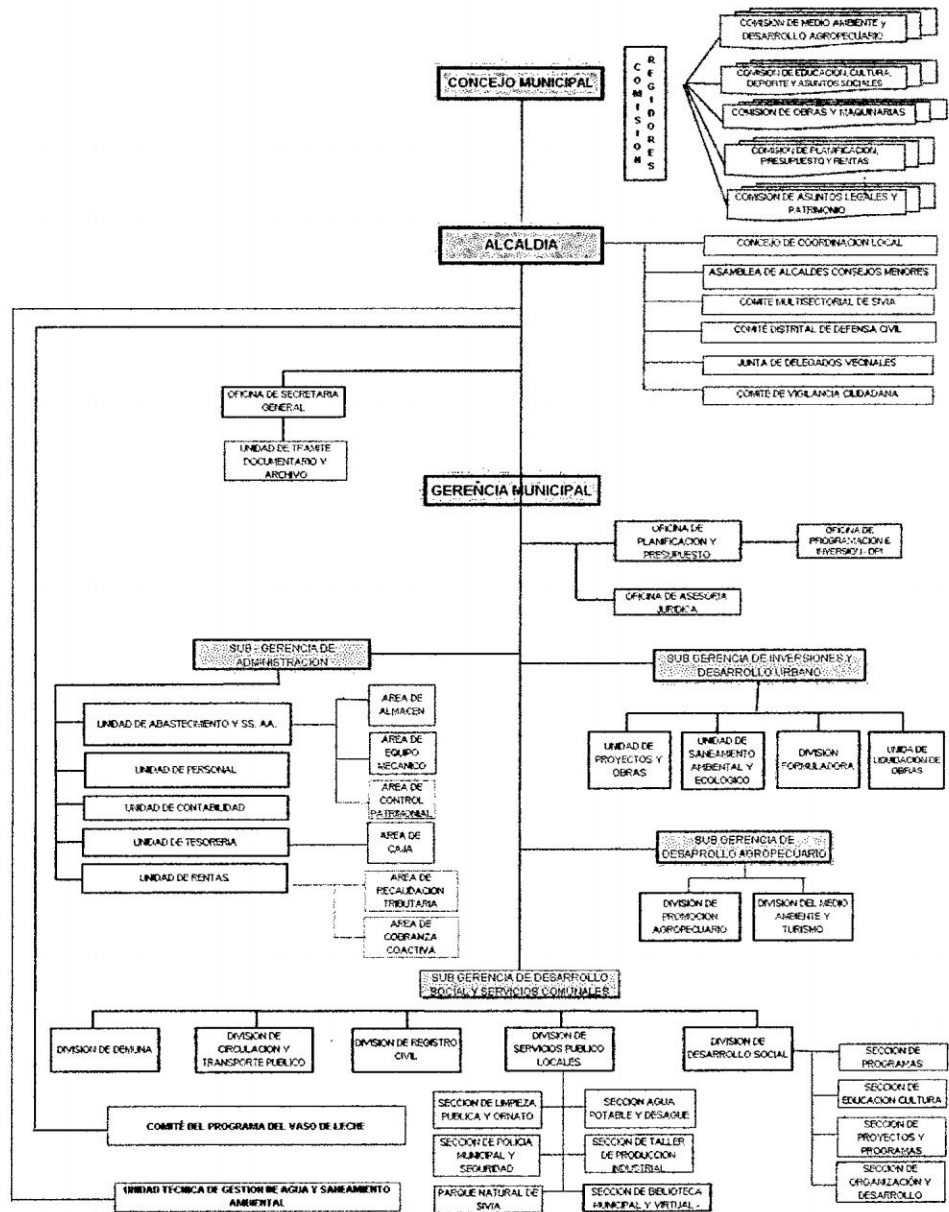 COMISION DE MEDIO AMBIENTE y
DESARROLLO AGROPECUARIO
COMISION
REGIDORES
CONCEJO MUNICIPAL
COMISION DE EDUCACION, CULTURA,
DEPORTE Y ASUNTOS SOCIALES
COMISION DE OBRAS Y MAQUINARIAS
COMISION DE PLANIFICACION,
PRESUPUESTO Y RENTAS
COMISION DE ASUNTOS LEGALES Y
PATRIMONIO
ALCALDIA
CONCEJO DE COORDINACION LOCAL
ASAMBLEA DE ALCALDES CONSEJOS MENORES
COMITE MULTISECTORIAL DE SIVIA
COMITÉ DISTRITAL DE DEFENSA CIVIL
JUNTA DE DELEGADOS VECINALES
COMITE DE VIGILANCIA CIUDADANA
OFICINA DE SECRETARIA
GENERAL
UNIDAD DE TRAMITE
DOCUMENTARIO Y
ARCHIVO
GERENCIA MUNICIPAL
OFICINA DE
PLANIFICACION Y
PRESUPUESTO
OFICINA DE
PROGRAMACION E
INVERSION- OPI
OFICINA DE ASESORIA
JURIDICA
SUB - GERENCIA DE
ADMINISTRACION
SUB GERENCIA DE INVERSIONES Y
DESARROLLO URBANO
UNIDAD DE ABASTECIMIENTO Y SS. AA.
AREA DE
ALMACEN
AREA DE
EQUIPO
MECANICO
AREA DE
CONTROL
PATRIMONIAL
UNIDAD DE PERSONAL
UNIDAD DE CONTABILIDAD
UNIDAD DE TESORERIA
AREA DE
CAJA
UNIDAD DE RENTAS
AREA DE
RECAUDACION
TRIBUTARIA
AREA DE
COBRANZA
COACTIVA
UNIDAD DE
PROYECTOS Y
OBRAS
UNIDAD DE
SANEAMIENTO
AMBIENTAL Y
ECOLOGICO
DIVISION
FORMULADORA
UNIDA DE
LIQUIDACION DE
OBRAS
SUB GERENCIA DE
DESARROLLO AGROPECUARIO
DIVISION DE
PROMOCION
AGROPECUARIO
DIVISION DEL MEDIO
AMBIENTE Y
TURISMO
SUB GERENCIA DE DESARROLLO
SOCIAL Y SERVICIOS COMUNALES
DIVISION DE DEMUNA
DIVISION DE
CIRCULACION Y
TRANSPORTE PUBLICO
DIVISION DE REGISTRO
CIVIL
DIVISION DE
SERVICIOS PUBLICO
LOCALES
DIVISION DE
DESARROLLO SOCIAL
SECCION DE
PROGRAMAS
SECCION DE
EDUCACION CULTURA
SECCION DE
PROYECTOS Y
PROGRAMAS
SECCION DE
ORGANIZACIÓN Y
DESARROLLO
SECCION DE LIMPIEZA
PUBLICA Y ORNATO
SECCION AGUA
POTABLE Y DESAGUE
SECCION DE POLICIA
MUNICIPAL Y
SEGURIDAD
SECCION DE TALLER
DE PRODUCCION
INDUSTRIAL
PARQUE NATURAL DE
SIVIA
SECCION DE BIBLIOTECA
MUNICIPAL Y VIRTUAL -
COMITÉ DEL PROGRAMA DEL VASO DE LECHE
UNIDAD TECNICA DE GESTION DE AGUA Y SANEAMIENTO
AMBIENTAL